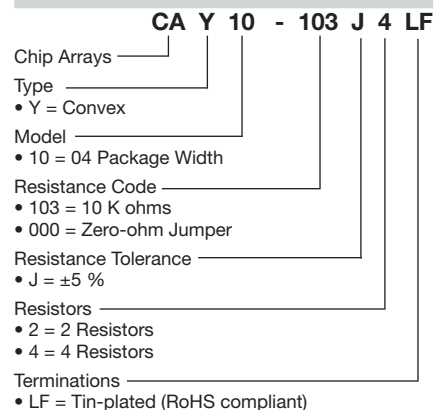 CA Y 10 - 103 J 4 LF
Chip Arrays
Type
• Y = Convex
Model
• 10 = 04 Package Width
Resistance Code
• 103 = 10 K ohms
• 000 = Zero-ohm Jumper
Resistance Tolerance
• J = ±5 %
Resistors
• 2 = 2 Resistors
• 4 = 4 Resistors
Terminations
• LF = Tin-plated (RoHS compliant)